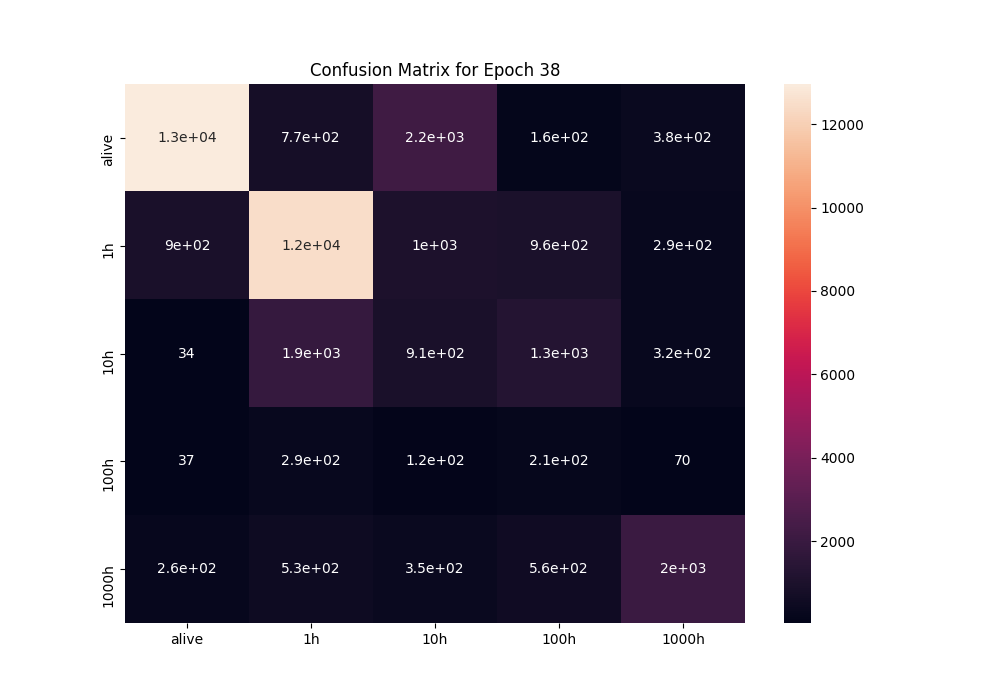 Confusion Matrix for Epoch 38
alive 1.3e+04 7.7e+02 2.2e+03 1.6e+02 3.8e+02
1h 9e+02 1.2e+04 1e+03 9.6e+02 2.9e+02
10h 34 1.9e+03 9.1e+02 1.3e+03 3.2e+02
100h 37 2.9e+02 1.2e+02 2.1e+02 70
1000h 2.6e+02 5.3e+02 3.5e+02 5.6e+02 2e+03
alive 1h 10h 100h 1000h
12000
10000
8000
6000
4000
2000